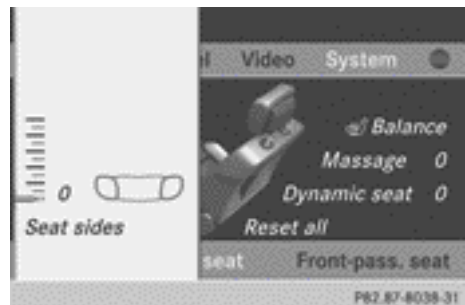 el Video System
Balance
Massage 0
0
Dynamic seat 0
Seat sides
Reset all
seat Front-pass. seat
P82.87-8038-31